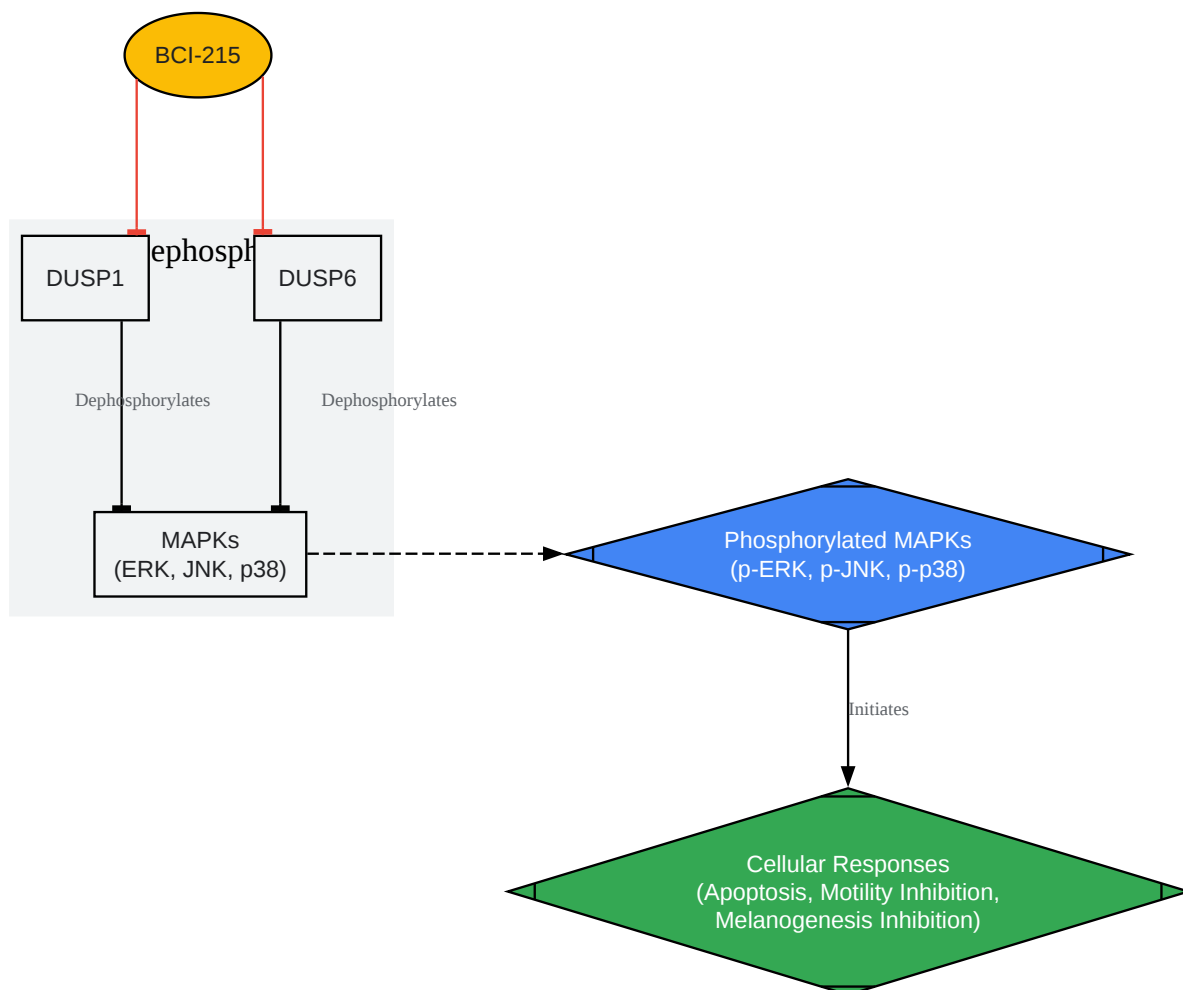 BCI-215
ephosph
DUSP1
DUSP6
Dephosphorylates
Dephosphorylates
MAPKs
(ERK, JNK, p38)
Phosphorylated MAPKs
(p-ERK, p-JNK, p-p38)
Initiates
Cellular Responses
(Apoptosis, Motility Inhibition,
Melanogenesis Inhibition)